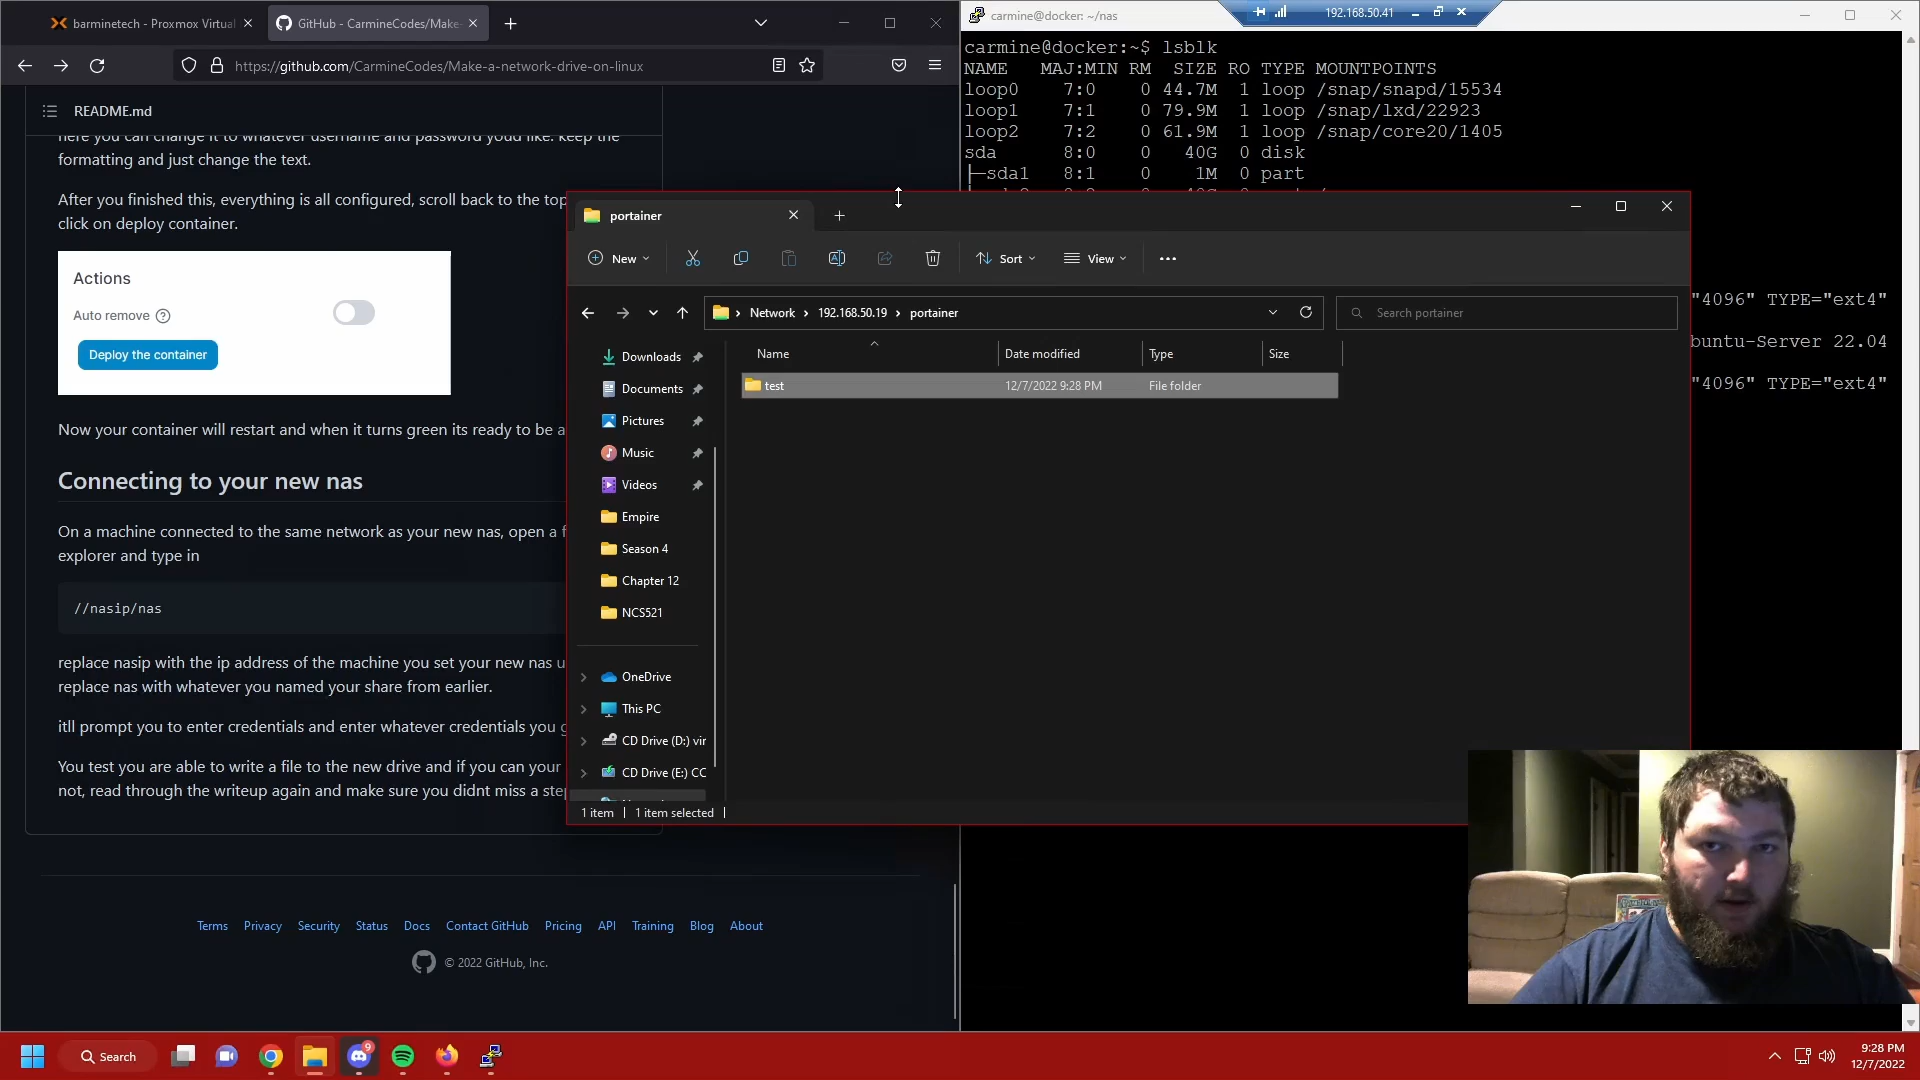 barminetech - Proxmox Virtual
GitHub - CarmineCodes/Make-
https://github.com/CarmineCodes/Make-a-network-drive-on-linux
README.md
here you can change it to whatever username and password youd like. keep the
formatting and just change the text.
After you finished this, everything is all configured, scroll back to the top
click on deploy container.
Actions
Auto remove
Deploy the container
Now your container will restart and when it turns green its ready to be a
Connecting to your new nas
On a machine connected to the same network as your new nas, open a f
explorer and type in
//nasip/nas
replace nasip with the ip address of the machine you set your new nas u
replace nas with whatever you named your share from earlier.
itll prompt you to enter credentials and enter whatever credentials you g
You test you are able to write a file to the new drive and if you can your
not, read through the writeup again and make sure you didnt miss a step
Terms Privacy Security Status Docs Contact GitHub Pricing API Training Blog About
© 2022 GitHub, Inc.
carmine@docker: ~/nas
192.168.50.41
carmine@docker:~$ lsblk
NAME MAJ:MIN RM SIZE RO TYPE MOUNTPOINTS
loop0 7:0 0 44.7M 1 loop /snap/snapd/15534
loop1 7:1 0 79.9M 1 loop /snap/lxd/22923
loop2 7:2 0 61.9M 1 loop /snap/core20/1405
sda 8:0 0 40G 0 disk
├─sda1 8:1 0 1M 0 part
"4096" TYPE="ext4"
buntu-Server 22.04
"4096" TYPE="ext4"
portainer
New
Sort
View
Network
192.168.50.19
portainer
Search portainer
Name Date modified Type Size
test 12/7/2022 9:28 PM File folder
Downloads
Documents
Pictures
Music
Videos
Empire
Season 4
Chapter 12
NCS521
OneDrive
This PC
CD Drive (D:) vir
CD Drive (E:) CC
1 item
1 item selected
Search
9
9:28 PM
12/7/2022